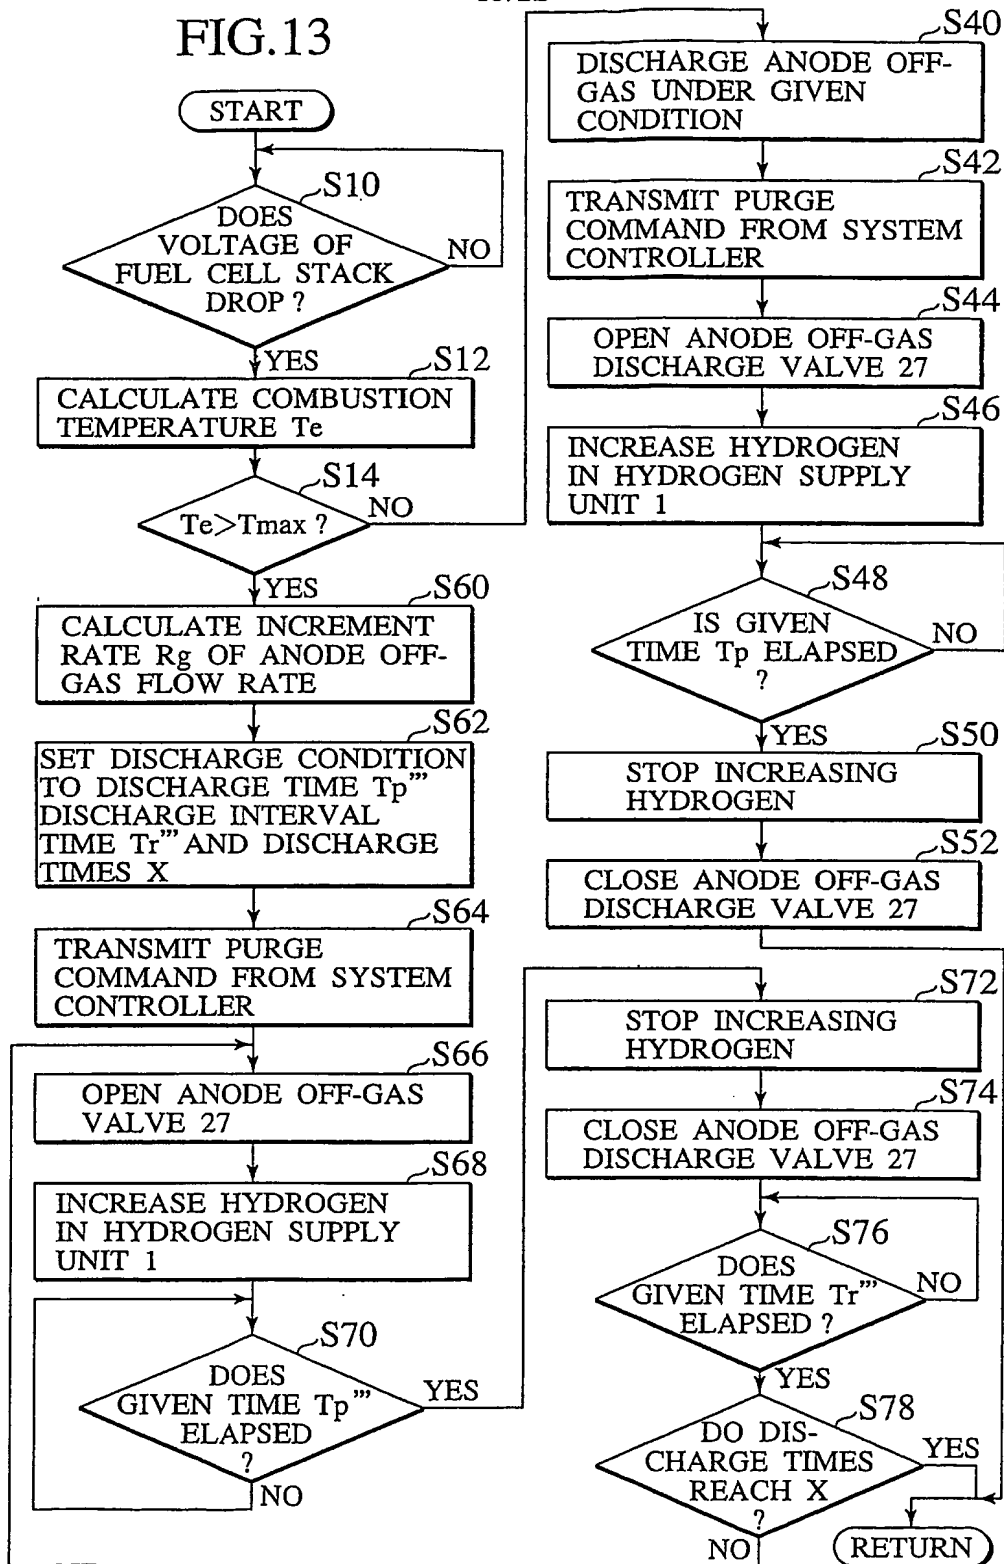 FIG.13
START
S10
DOES
VOLTAGE OF
FUEL CELL STACK
DROP ?
NO
YES
S12
CALCULATE COMBUSTION
TEMPERATURE Te
S14
Te>Tmax ?
NO
YES
S60
CALCULATE INCREMENT
RATE Rg OF ANODE OFF-
GAS FLOW RATE
S62
SET DISCHARGE CONDITION
TO DISCHARGE TIME Tp'''
DISCHARGE INTERVAL
TIME Tr''' AND DISCHARGE
TIMES X
S64
TRANSMIT PURGE
COMMAND FROM SYSTEM
CONTROLLER
S66
OPEN ANODE OFF-GAS
VALVE 27
S68
INCREASE HYDROGEN
IN HYDROGEN SUPPLY
UNIT 1
S70
DOES
GIVEN TIME Tp'''
ELAPSED
?
YES
NO
S40
DISCHARGE ANODE OFF-
GAS UNDER GIVEN
CONDITION
S42
TRANSMIT PURGE
COMMAND FROM SYSTEM
CONTROLLER
S44
OPEN ANODE OFF-GAS
DISCHARGE VALVE 27
S46
INCREASE HYDROGEN
IN HYDROGEN SUPPLY
UNIT 1
S48
IS GIVEN
TIME Tp ELAPSED
?
NO
YES
S50
STOP INCREASING
HYDROGEN
S52
CLOSE ANODE OFF-GAS
DISCHARGE VALVE 27
S72
STOP INCREASING
HYDROGEN
S74
CLOSE ANODE OFF-GAS
DISCHARGE VALVE 27
S76
DOES
GIVEN TIME Tr'''
ELAPSED ?
NO
YES
S78
DO DIS-
CHARGE TIMES
REACH X
?
YES
NO
RETURN